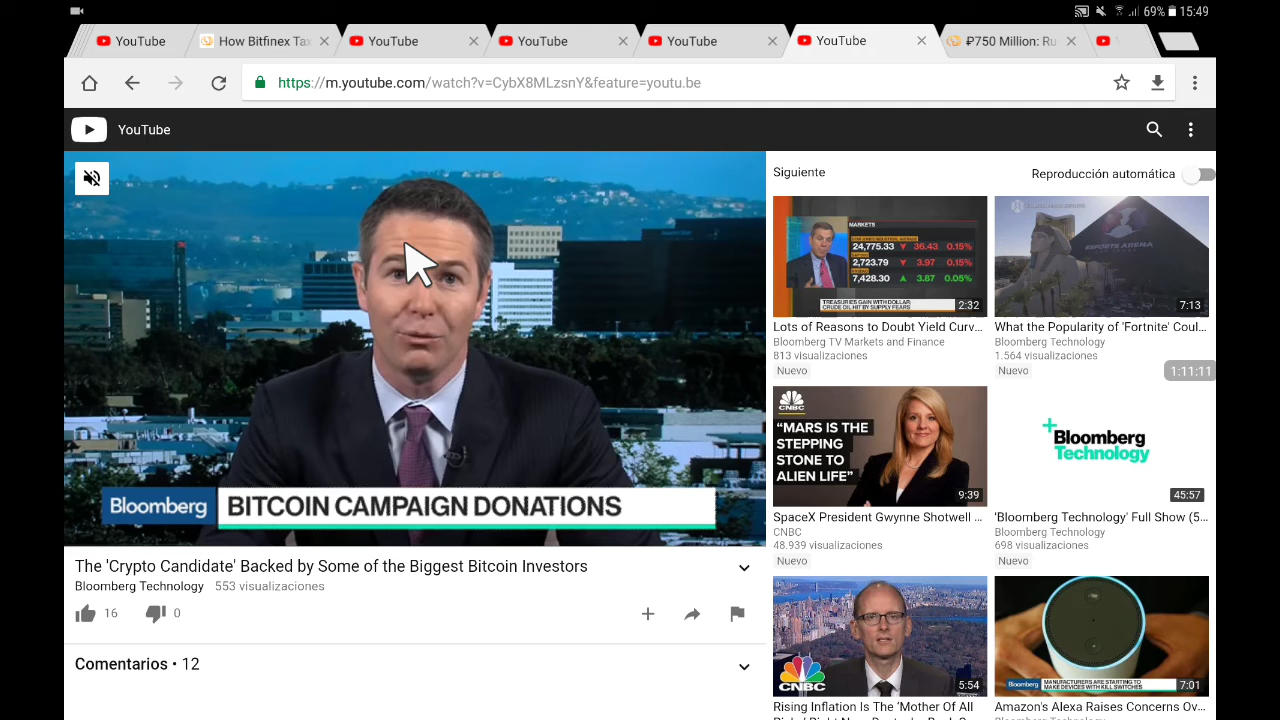 69% 15:49
YouTube
How Bitfinex Tax
YouTube
YouTube
YouTube
YouTube
₽750 Million: Ru
https://m.youtube.com/watch?v=CybX8MLzsnY&feature=youtu.be
YouTube
Bloomberg
BITCOIN CAMPAIGN DONATIONS
The 'Crypto Candidate' Backed by Some of the Biggest Bitcoin Investors
Bloomberg Technology 553 visualizaciones
16 0
Comentarios • 12
Siguiente
Reproducción automática
MARKETS
24,775.33 36.43 0.15%
2,723.79 3.97 0.15%
7,428.30 3.87 0.05%
TREASURIES GAIN WITH DOLLAR,
CRUDE OIL HIT BY SUPPLY FEARS
2:32
Lots of Reasons to Doubt Yield Curv...
Bloomberg TV Markets and Finance
813 visualizaciones
Nuevo
ESPORTS ARENA
7:13
What the Popularity of 'Fortnite' Coul...
Bloomberg Technology
1.564 visualizaciones
Nuevo
1:11:11
CNBC
“MARS IS THE
STEPPING
STONE TO
ALIEN LIFE”
9:39
SpaceX President Gwynne Shotwell ...
CNBC
48.939 visualizaciones
Nuevo
Bloomberg
Technology
45:57
'Bloomberg Technology' Full Show (5...
Bloomberg Technology
698 visualizaciones
Nuevo
CNBC
5:54
Rising Inflation Is The 'Mother Of All
Bloomberg
MANUFACTURERS ARE STARTING TO
MAKE DEVICES WITH KILL SWITCHES
7:01
Amazon's Alexa Raises Concerns Ov...